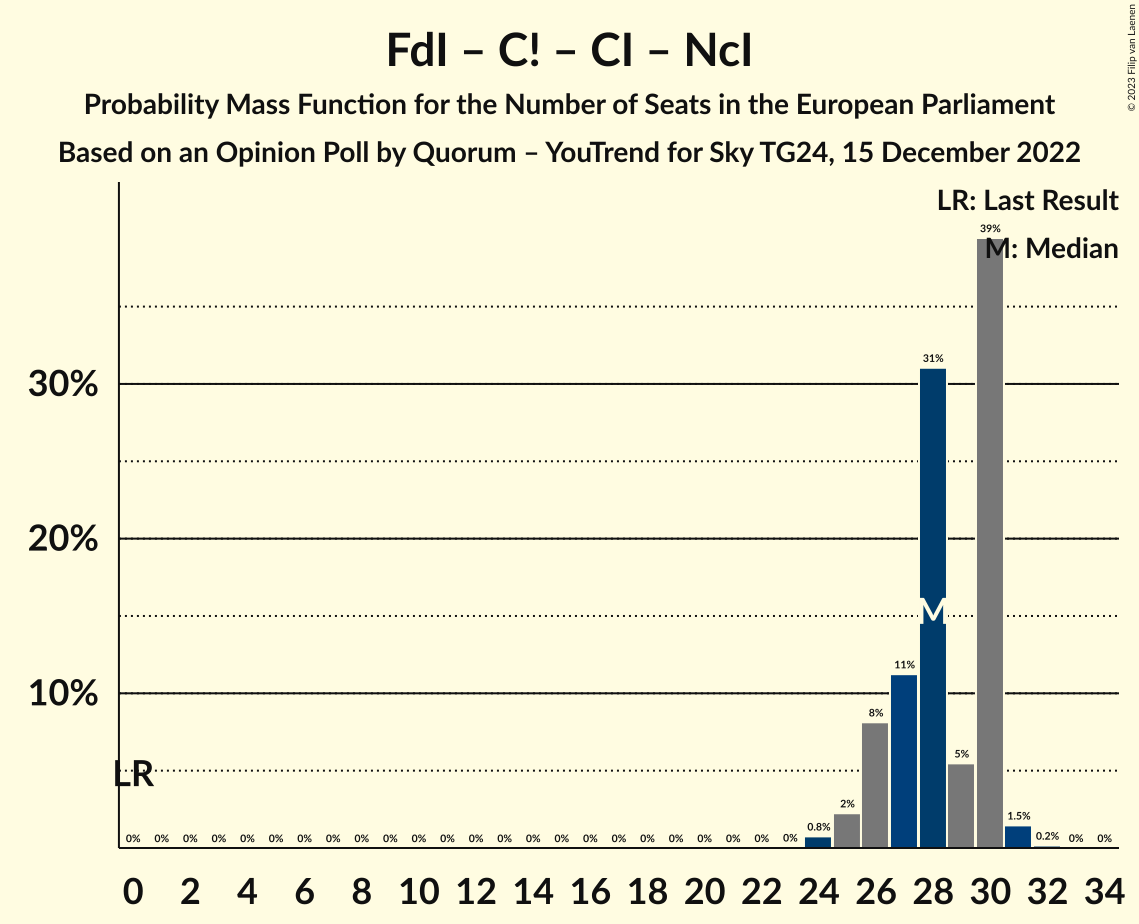 FdI – C! – CI – NcI
Probability Mass Function for the Number of Seats in the European Parliament
Based on an Opinion Poll by Quorum – YouTrend for Sky TG24, 15 December 2022
© 2023 Filip van Laenen
LR: Last Result
M: Median
39%
31%
30%
20%
M
11%
10%
8%
5%
LR
2%
1.5%
0.8%
0.2%
0% 0% 0% 0% 0% 0% 0% 0% 0% 0% 0% 0% 0% 0% 0% 0% 0% 0% 0% 0% 0% 0% 0% 0% 0% 0%
0 2 4 6 8 10 12 14 16 18 20 22 24 26 28 30 32 34